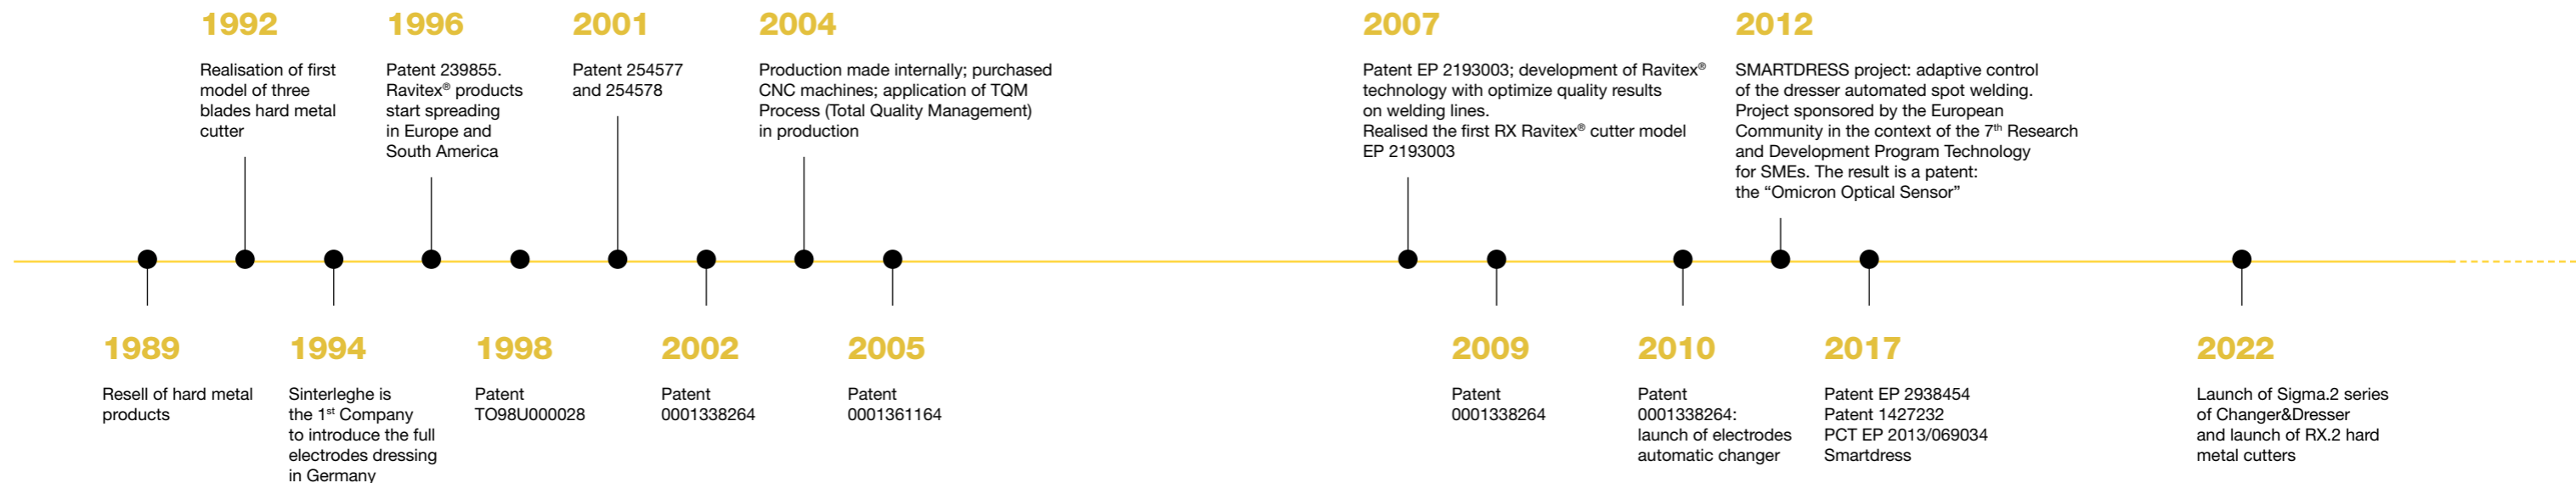 1992
Realisation of first
model of three
blades hard metal
cutter
1996
Patent 239855.
Ravitex® products
start spreading
in Europe and
South America
2001
Patent 254577
and 254578
2004
Production made internally; purchased
CNC machines; application of TQM
Process (Total Quality Management)
in production
2007
Patent EP 2193003; development of Ravitex®
technology with optimize quality results
on welding lines.
Realised the first RX Ravitex® cutter model
EP 2193003
2012
SMARTDRESS project: adaptive control
of the dresser automated spot welding.
Project sponsored by the European
Community in the context of the 7th Research
and Development Program Technology
for SMEs. The result is a patent:
the “Omicron Optical Sensor”
1989
Resell of hard metal
products
1994
Sinterleghe is
the 1st Company
to introduce the full
electrodes dressing
in Germany
1998
Patent
TO98U000028
2002
Patent
0001338264
2005
Patent
0001361164
2009
Patent
0001338264
2010
Patent
0001338264:
launch of electrodes
automatic changer
2017
Patent EP 2938454
Patent 1427232
PCT EP 2013/069034
Smartdress
2022
Launch of Sigma.2 series
of Changer&Dresser
and launch of RX.2 hard
metal cutters